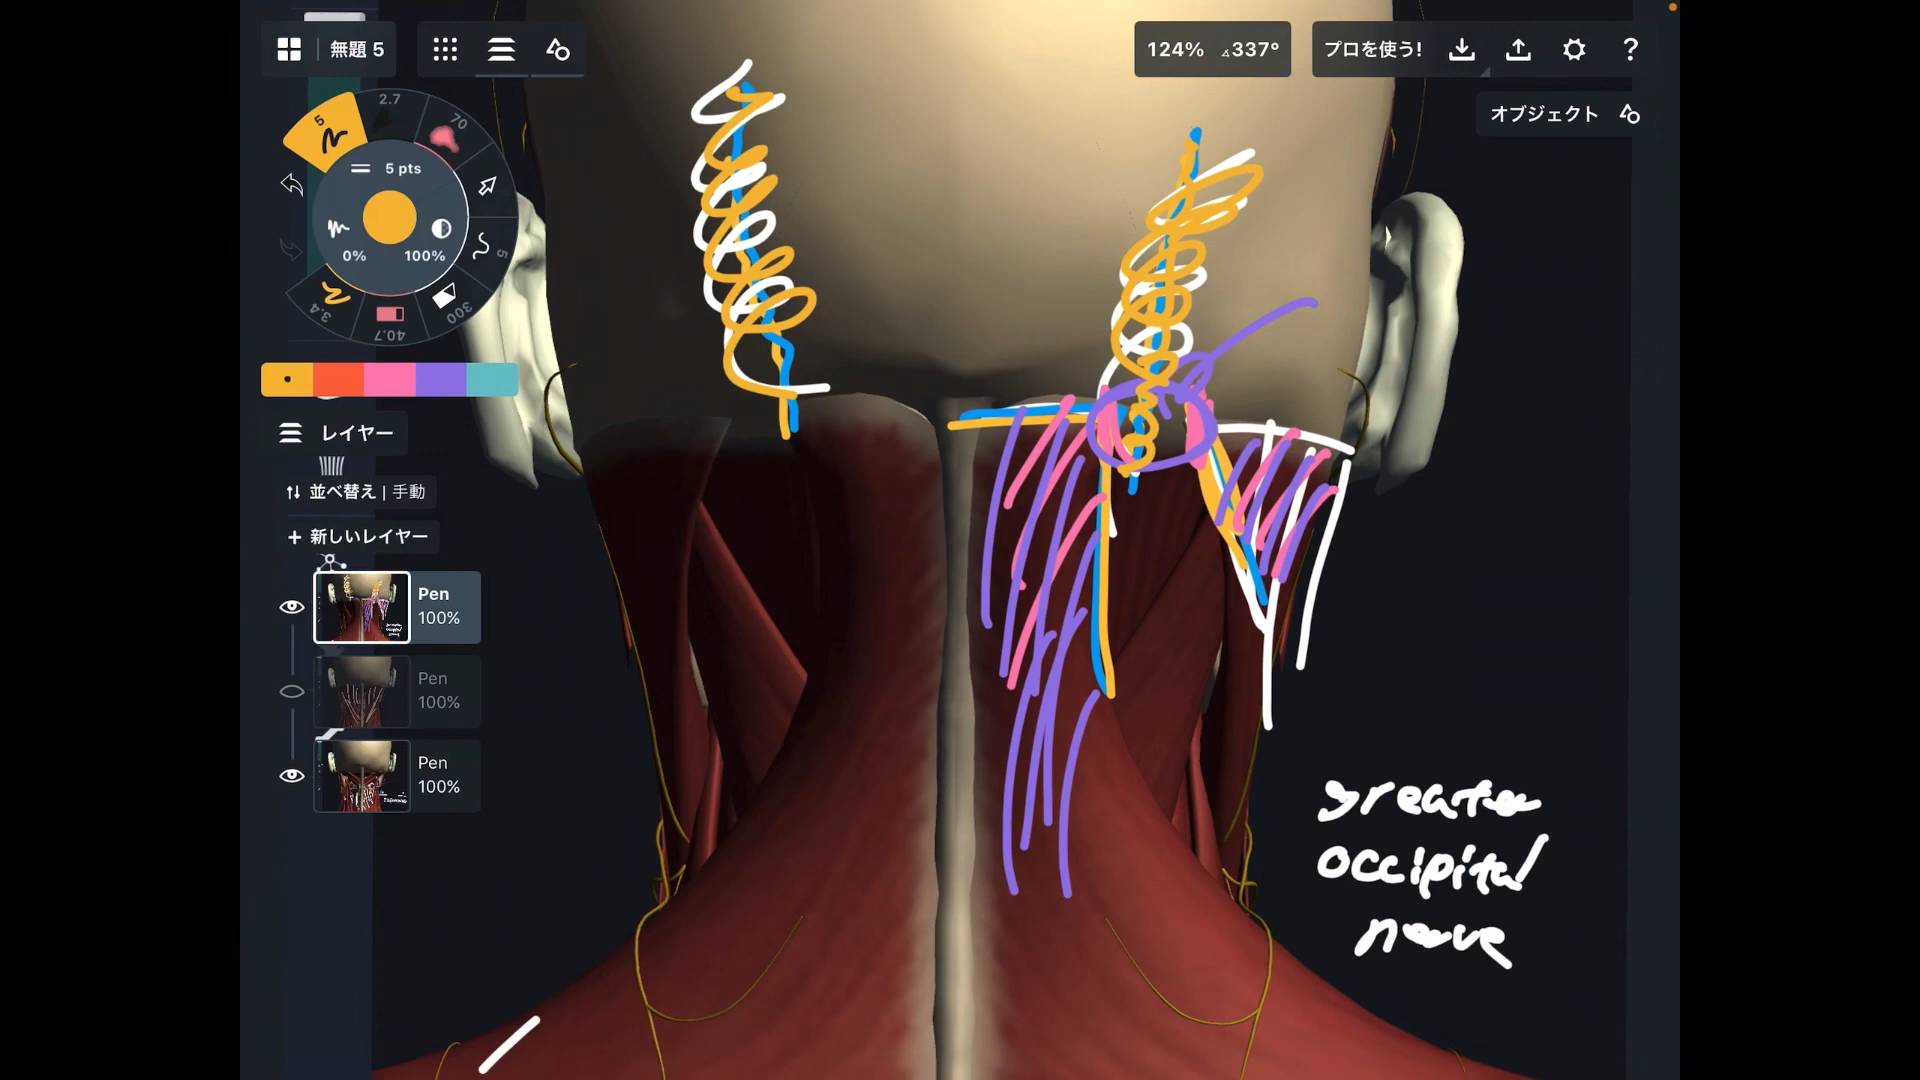 無題 5
124% ⦟337°
プロを使う!
?
オブジェクト
2.7
70
5
5 pts
5
0%
100%
3.4
40.7
300
レイヤー
並べ替え | 手動
+ 新しいレイヤー
Pen
100%
Pen
100%
Pen
100%
greater
occipital
nerve